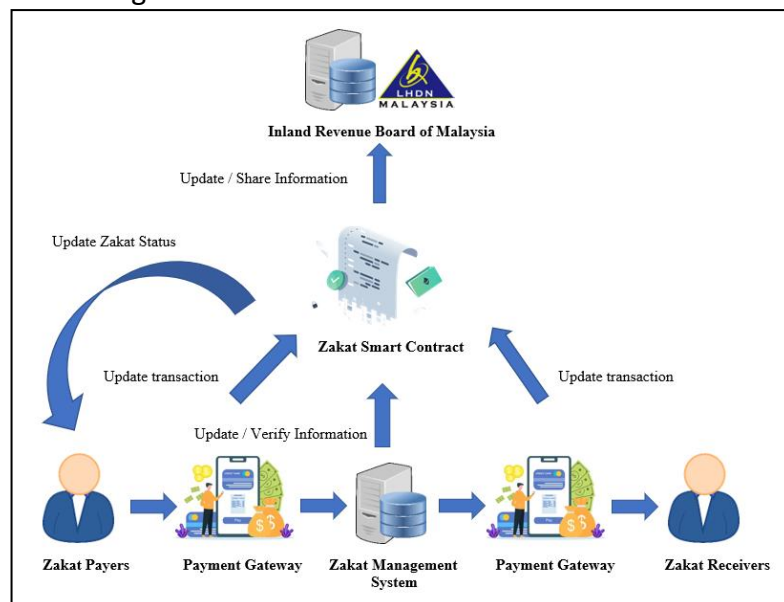 LHDN
MALAYSIA
Inland Revenue Board of Malaysia
Update / Share Information
Update Zakat Status
Zakat Smart Contract
Update transaction
Update transaction
Update / Verify Information
Zakat Payers
Payment Gateway
Zakat Management
System
Payment Gateway
Zakat Receivers